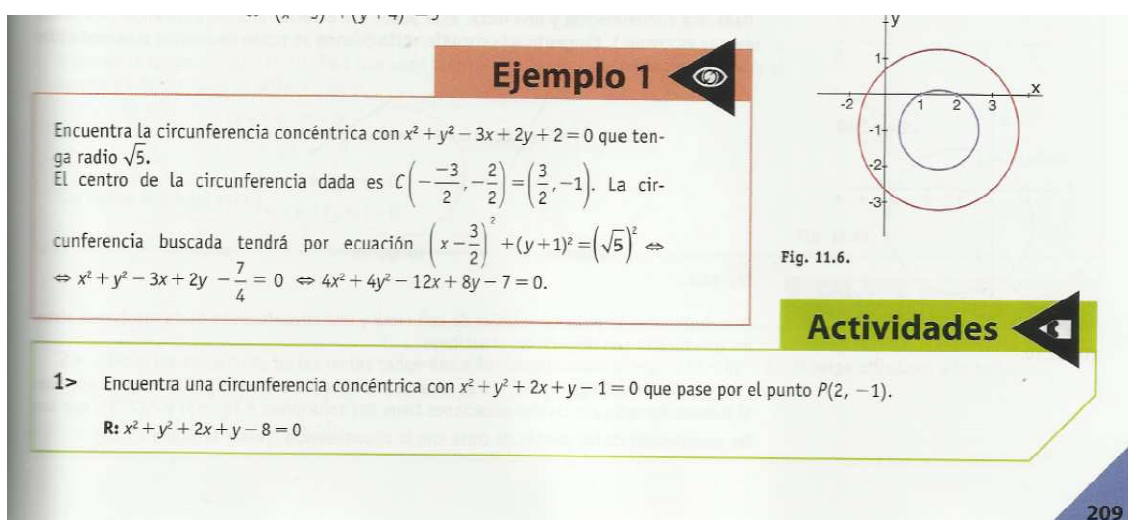 Ejemplo 1
Encuentra la circunferencia concéntrica con x² + y² − 3x + 2y + 2 = 0 que ten-
ga radio √5.
El centro de la circunferencia dada es C(−−3/2, −2/2) = (3/2, −1). La cir-
cunferencia buscada tendrá por ecuación (x − 3/2)² + (y + 1)² = (√5)² ⇔
⇔ x² + y² − 3x + 2y − 7/4 = 0 ⇔ 4x² + 4y² − 12x + 8y − 7 = 0.
y
1
x
-2 1 2 3
-1
-2
-3
Fig. 11.6.
Actividades
1> Encuentra una circunferencia concéntrica con x² + y² + 2x + y − 1 = 0 que pase por el punto P(2, −1).
R: x² + y² + 2x + y − 8 = 0
209